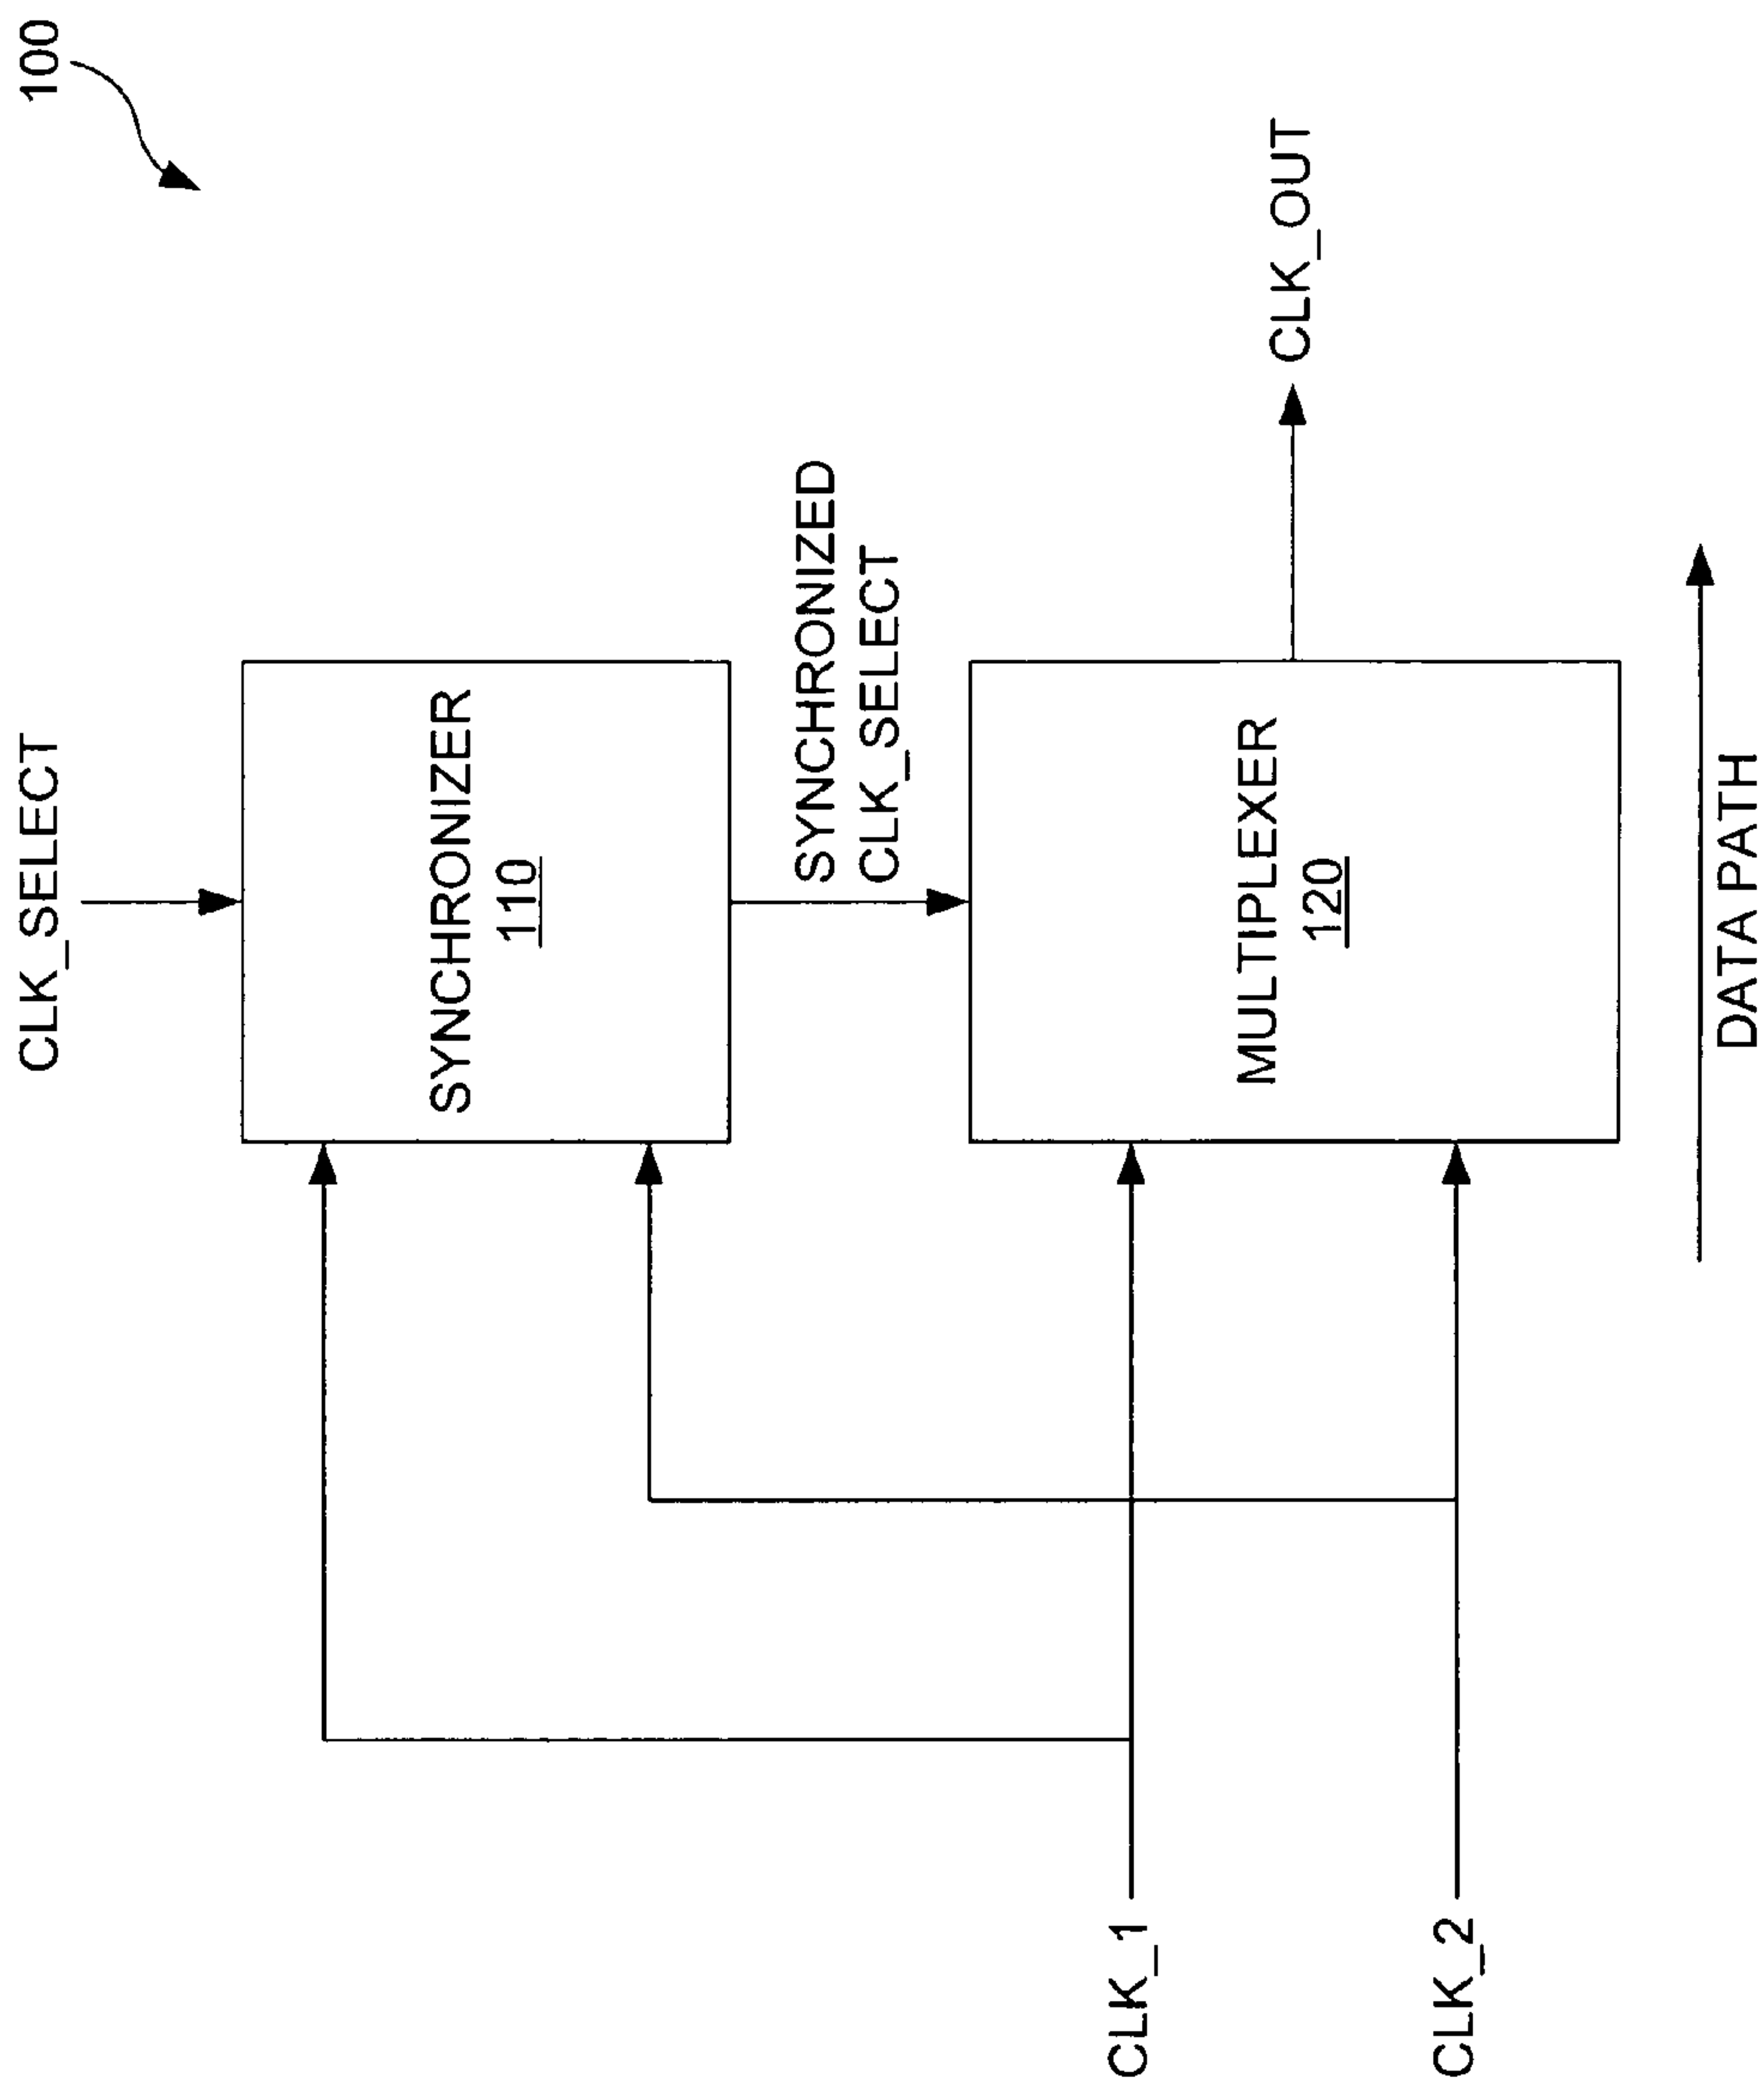 100
CLK_SELECT
SYNCHRONIZER
110
SYNCHRONIZED
CLK_SELECT
MULTIPLEXER
120
CLK_1
CLK_2
CLK_OUT
DATA PATH